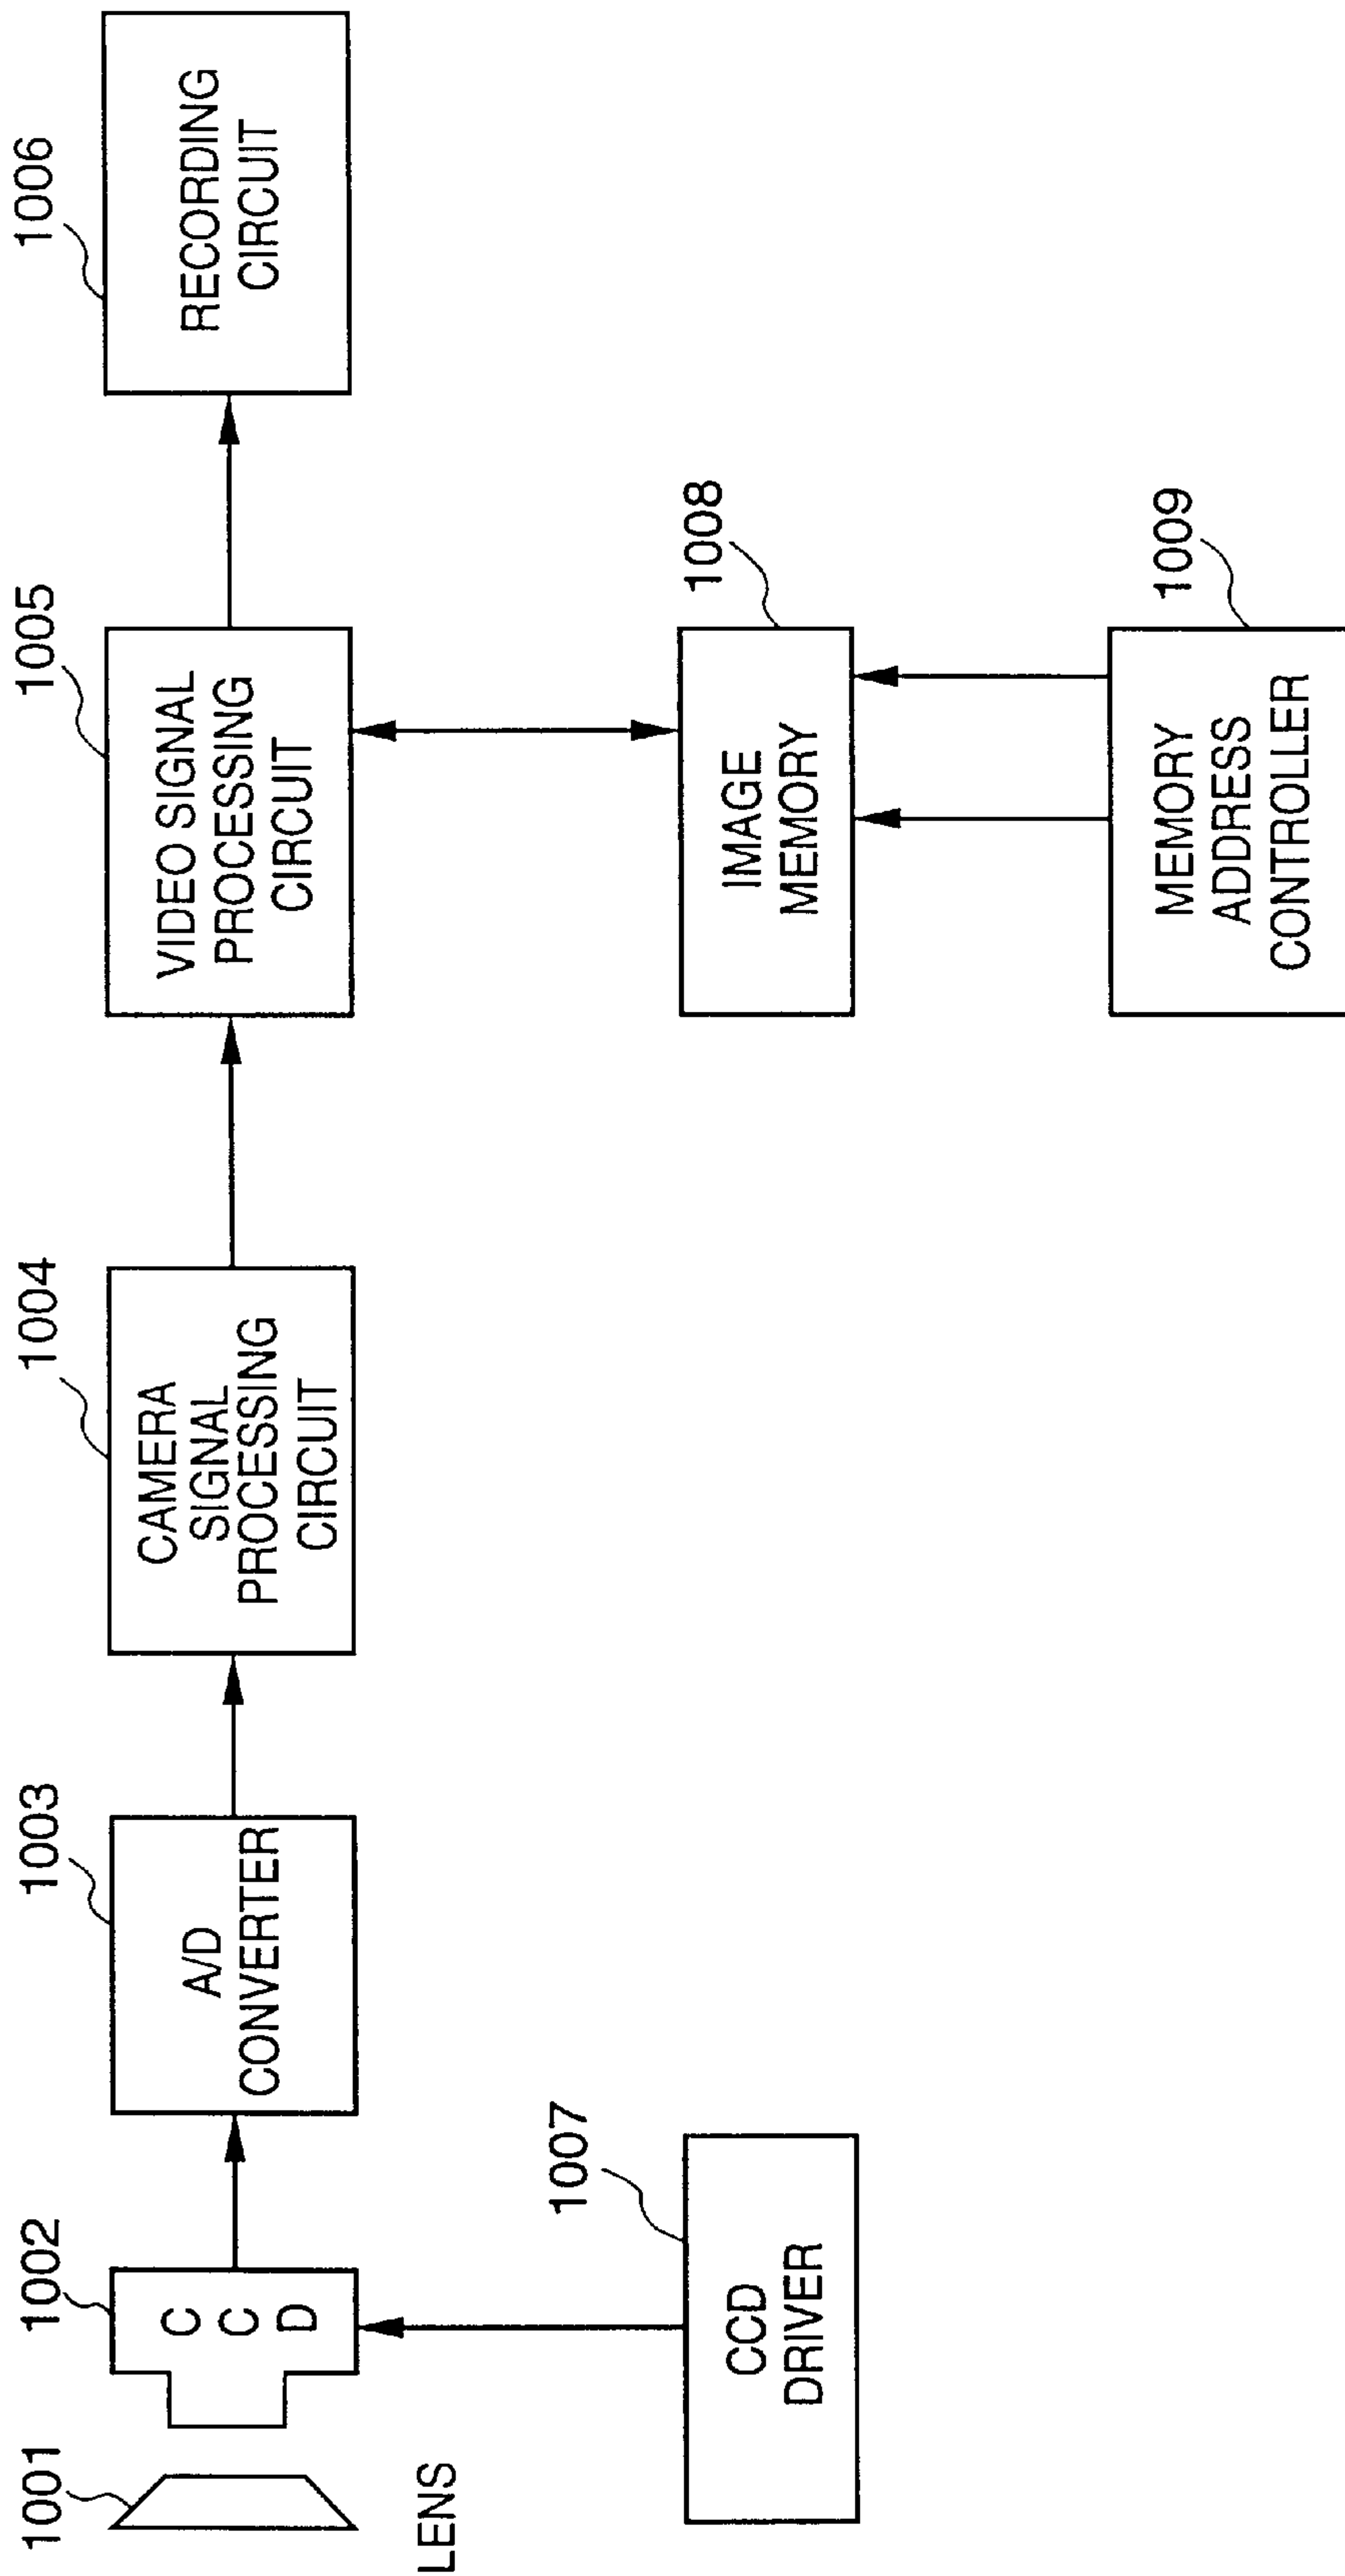 1001
LENS
1002
C
C
D
1003
A/D
CONVERTER
1004
CAMERA
SIGNAL
PROCESSING
CIRCUIT
1005
VIDEO SIGNAL
PROCESSING
CIRCUIT
1006
RECORDING
CIRCUIT
1007
CCD
DRIVER
1008
IMAGE
MEMORY
1009
MEMORY
ADDRESS
CONTROLLER